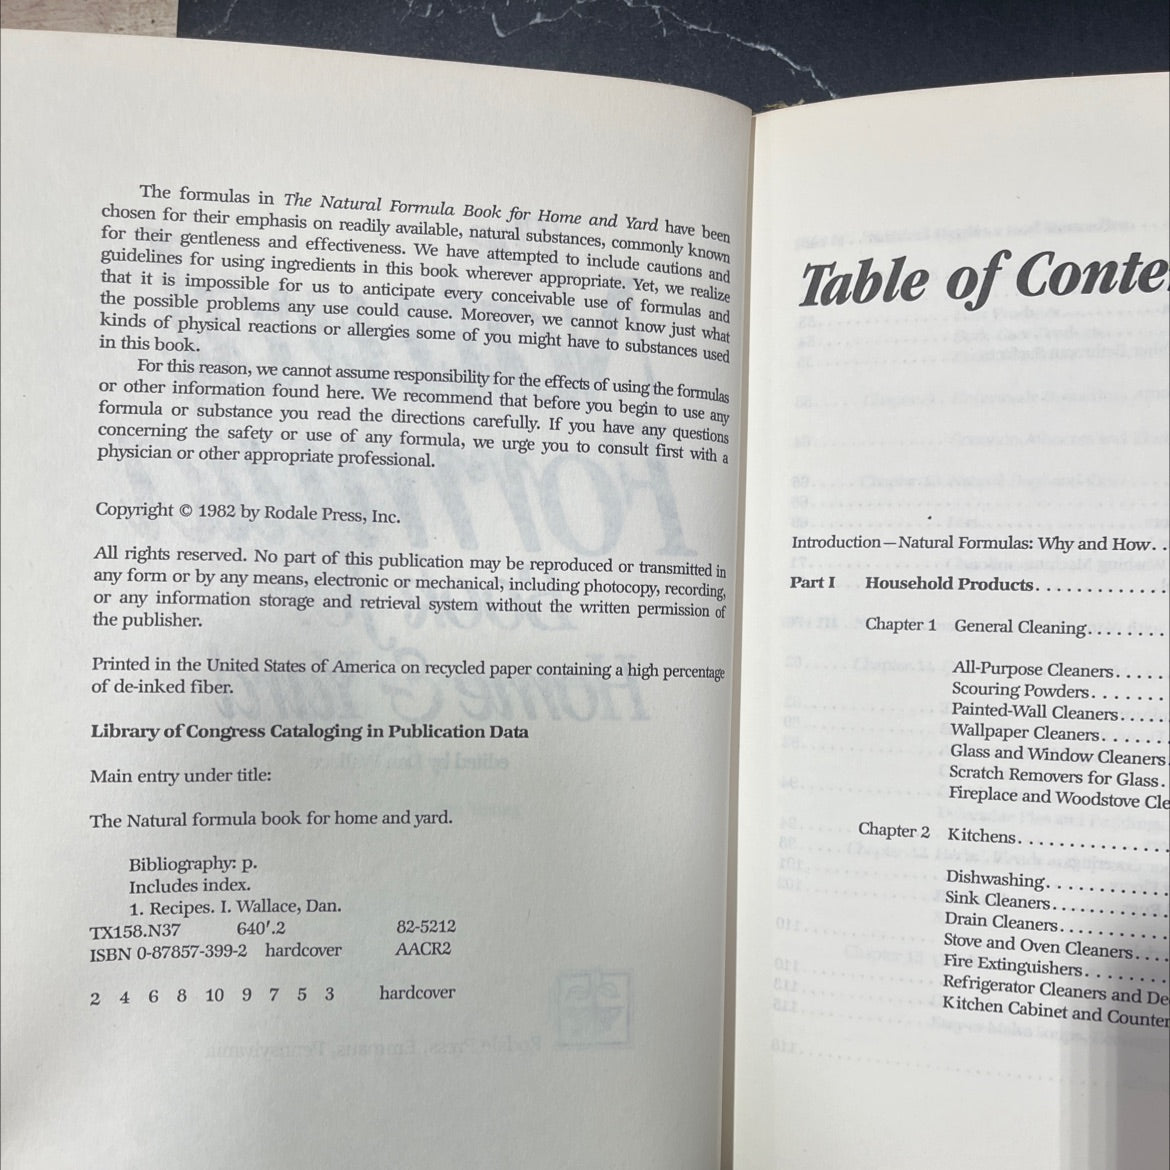 The formulas in The Natural Formula Book for Home and Yard have been
chosen for their emphasis on readily available, natural substances, commonly known
for their gentleness and effectiveness. We have attempted to include cautions and
guidelines for using ingredients in this book wherever appropriate. Yet, we realize
that it is impossible for us to anticipate every conceivable use of formulas and
the possible problems any use could cause. Moreover, we cannot know just what
kinds of physical reactions or allergies some of you might have to substances used
in this book.
For this reason, we cannot assume responsibility for the effects of using the formulas
or other information found here. We recommend that before you begin to use any
formula or substance you read the directions carefully. If you have any questions
concerning the safety or use of any formula, we urge you to consult first with a
physician or other appropriate professional.
Copyright © 1982 by Rodale Press, Inc.
All rights reserved. No part of this publication may be reproduced or transmitted in
any form or by any means, electronic or mechanical, including photocopy, recording,
or any information storage and retrieval system without the written permission of
the publisher.
Printed in the United States of America on recycled paper containing a high percentage
of de-inked fiber.
Library of Congress Cataloging in Publication Data
Main entry under title:
The Natural formula book for home and yard.
Bibliography: p.
Includes index.
1. Recipes. I. Wallace, Dan.
TX158.N37 640′.2 82-5212
ISBN 0-87857-399-2 hardcover AACR2
2 4 6 8 10 9 7 5 3 hardcover
Table of Conte
Introduction—Natural Formulas: Why and How. .
Part I Household Products. . . . . . . . . . . . .
Chapter 1 General Cleaning. . . . . . . .
All-Purpose Cleaners. . . . .
Scouring Powders. . . . . . . .
Painted-Wall Cleaners. . . . .
Wallpaper Cleaners. . . . . . .
Glass and Window Cleaners.
Scratch Removers for Glass. .
Fireplace and Woodstove Cle
Chapter 2 Kitchens. . . . . . . . . . . . . . .
Dishwashing. . . . . . . . . . . .
Sink Cleaners. . . . . . . . . . . .
Drain Cleaners. . . . . . . . . . .
Stove and Oven Cleaners. . . .
Fire Extinguishers. . . . . . . . .
Refrigerator Cleaners and De
Kitchen Cabinet and Counter